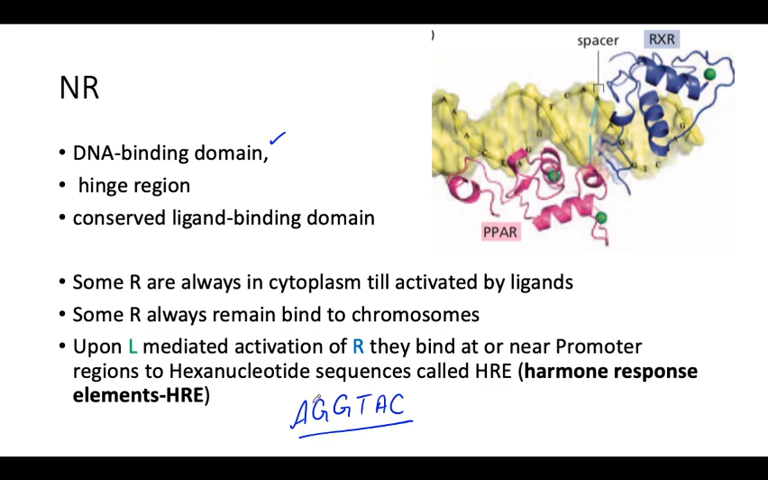 )
spacer
RXR
NR
• DNA-binding domain,
• hinge region
• conserved ligand-binding domain
PPAR
• Some R are always in cytoplasm till activated by ligands
• Some R always remain bind to chromosomes
• Upon L mediated activation of R they bind at or near Promoter
regions to Hexanucleotide sequences called HRE (harmone response
elements-HRE)
AGGTAC